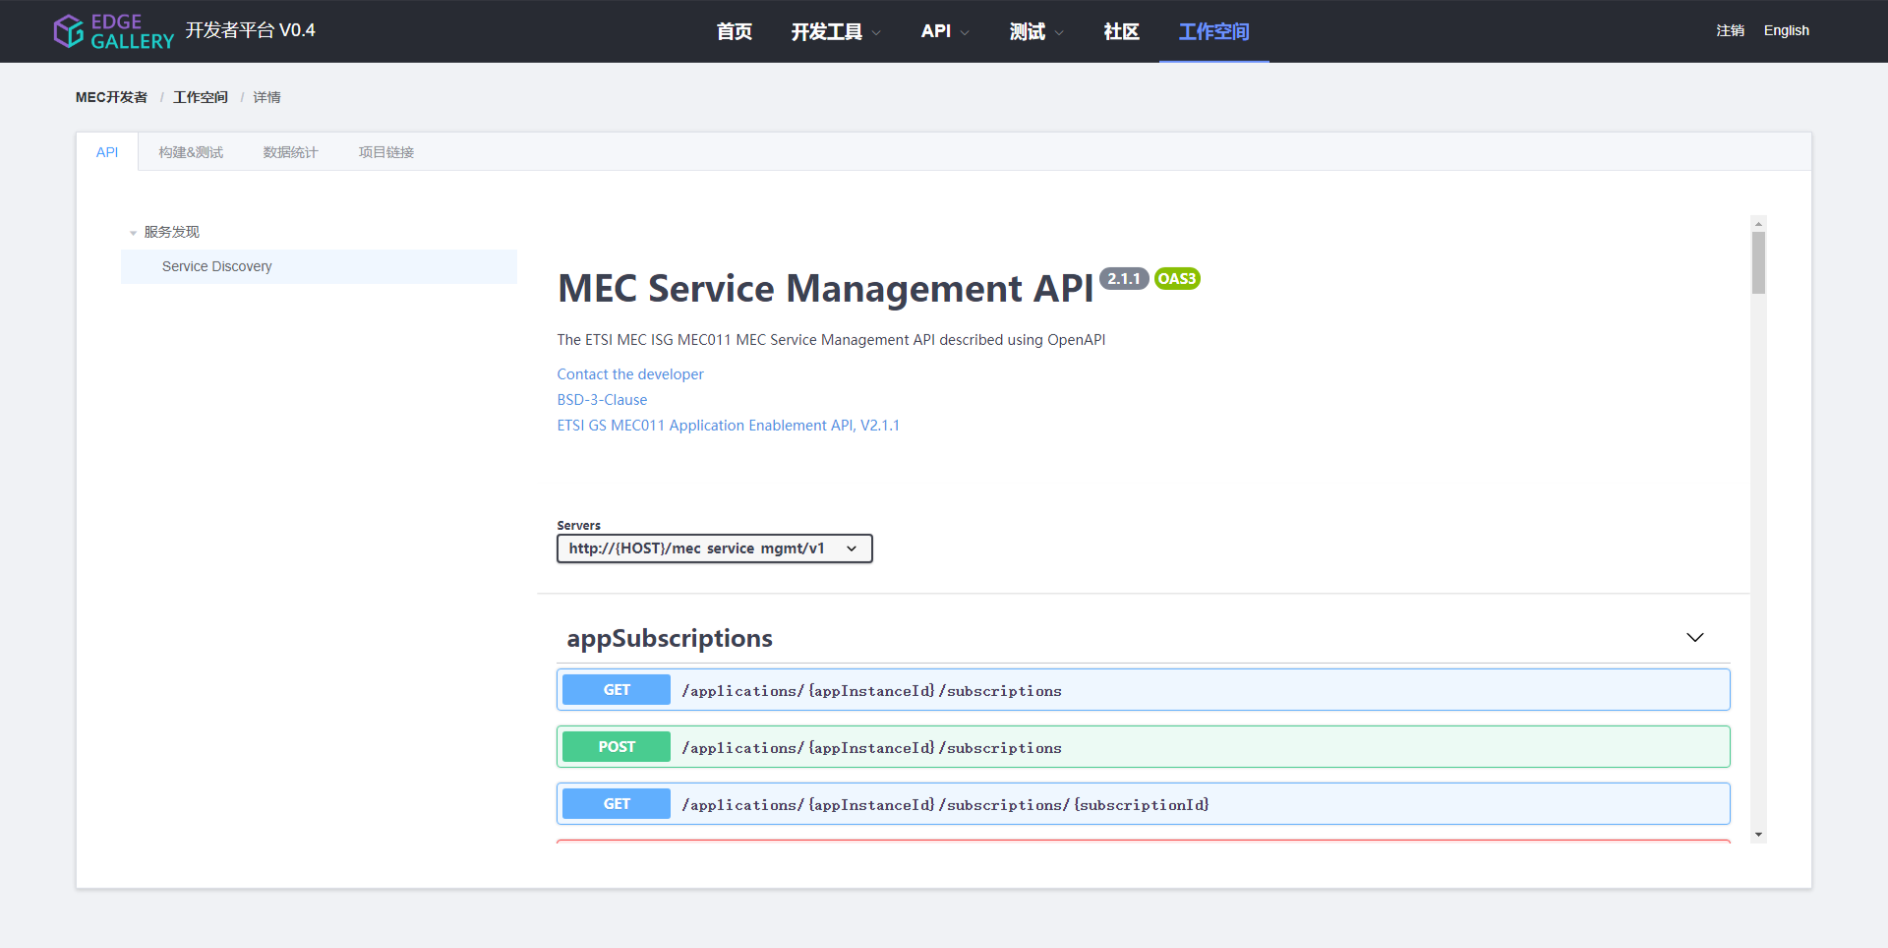 EDGE GALLERY 开发者平台 V0.4 首页 开发工具 API 测试 社区 工作空间 注销 English
MEC开发者 / 工作空间 / 详情
API 构建&测试 数据统计 项目链接
服务发现
Service Discovery
MEC Service Management API 2.1.1 OAS3
The ETSI MEC ISG MEC011 MEC Service Management API described using OpenAPI
Contact the developer
BSD-3-Clause
ETSI GS MEC011 Application Enablement API, V2.1.1
Servers
http://{HOST}/mec service mgmt/v1
appSubscriptions
GET /applications/{appInstanceId}/subscriptions
POST /applications/{appInstanceId}/subscriptions
GET /applications/{appInstanceId}/subscriptions/{subscriptionId}